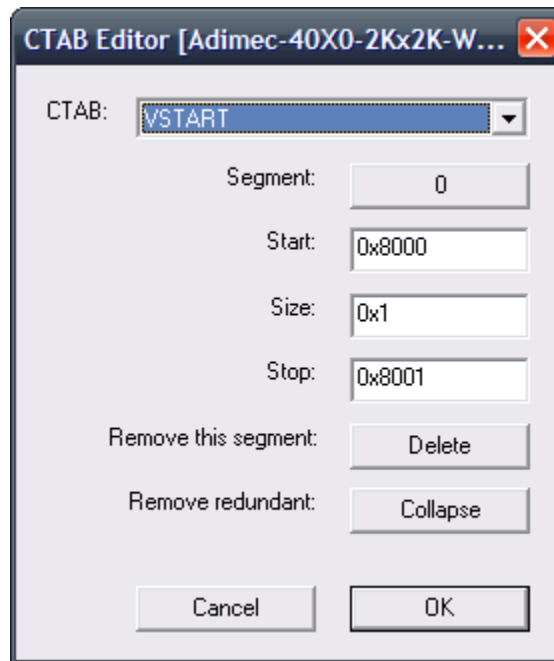 CTAB Editor [Adimec-40X0-2Kx2K-W...
CTAB: VSTART
Segment: 0
Start: 0x8000
Size: 0x1
Stop: 0x8001
Remove this segment: Delete
Remove redundant: Collapse
Cancel OK